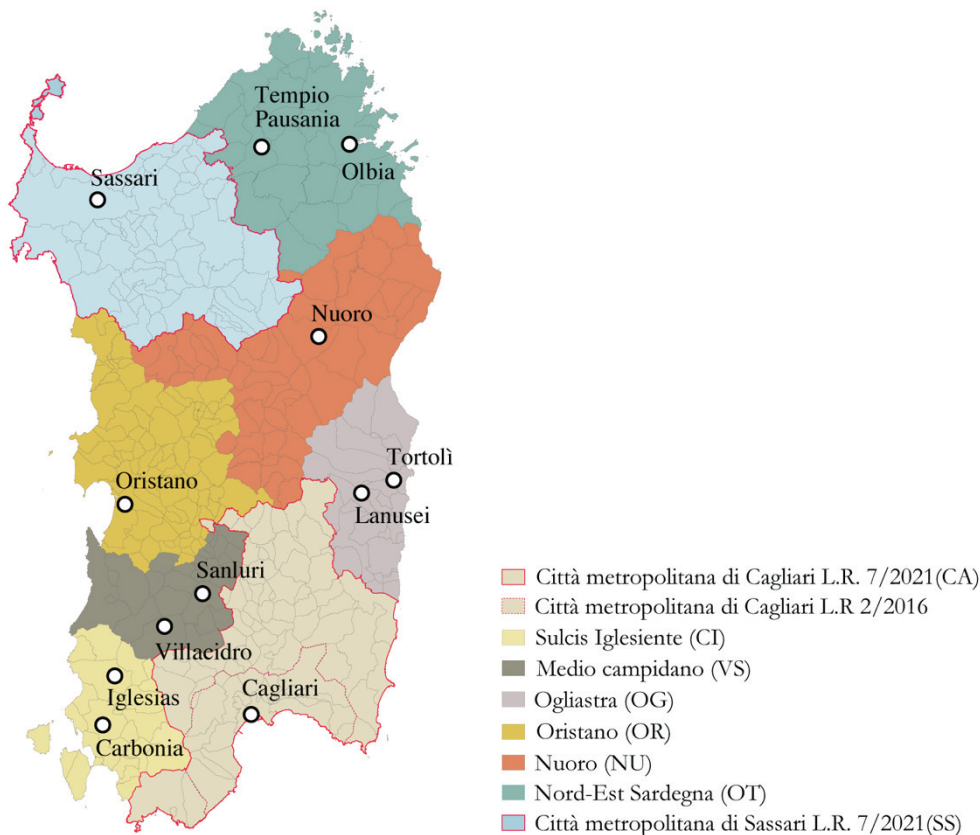 Tempio
Pausania
Olbia
Sassari
Nuoro
Tortolì
Lanusei
Oristano
Sanluri
Villacidro
Iglesias
Cagliari
Carbonia
Città metropolitana di Cagliari L.R. 7/2021(CA)
Città metropolitana di Cagliari L.R 2/2016
Sulcis Iglesiente (CI)
Medio campidano (VS)
Ogliastra (OG)
Oristano (OR)
Nuoro (NU)
Nord-Est Sardegna (OT)
Città metropolitana di Sassari L.R. 7/2021(SS)